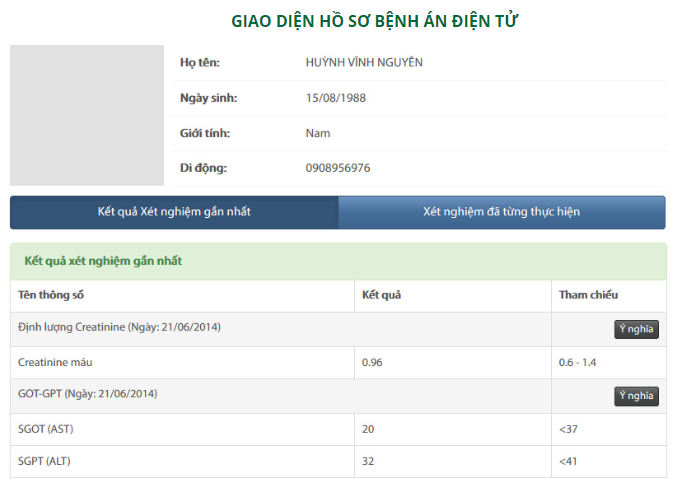 GIAO DIỆN HỒ SƠ BỆNH ÁN ĐIỆN TỬ
Họ tên: HUỲNH VĨNH NGUYÊN
Ngày sinh: 15/08/1988
Giới tính: Nam
Di động: 0908956976
Kết quả Xét nghiệm gần nhất Xét nghiệm đã từng thực hiện
Kết quả xét nghiệm gần nhất
Tên thông số Kết quả Tham chiếu
Định lượng Creatinine (Ngày: 21/06/2014) Ý nghĩa
Creatinine máu 0.96 0.6 - 1.4
GOT-GPT (Ngày: 21/06/2014) Ý nghĩa
SGOT (AST) 20 <37
SGPT (ALT) 32 <41